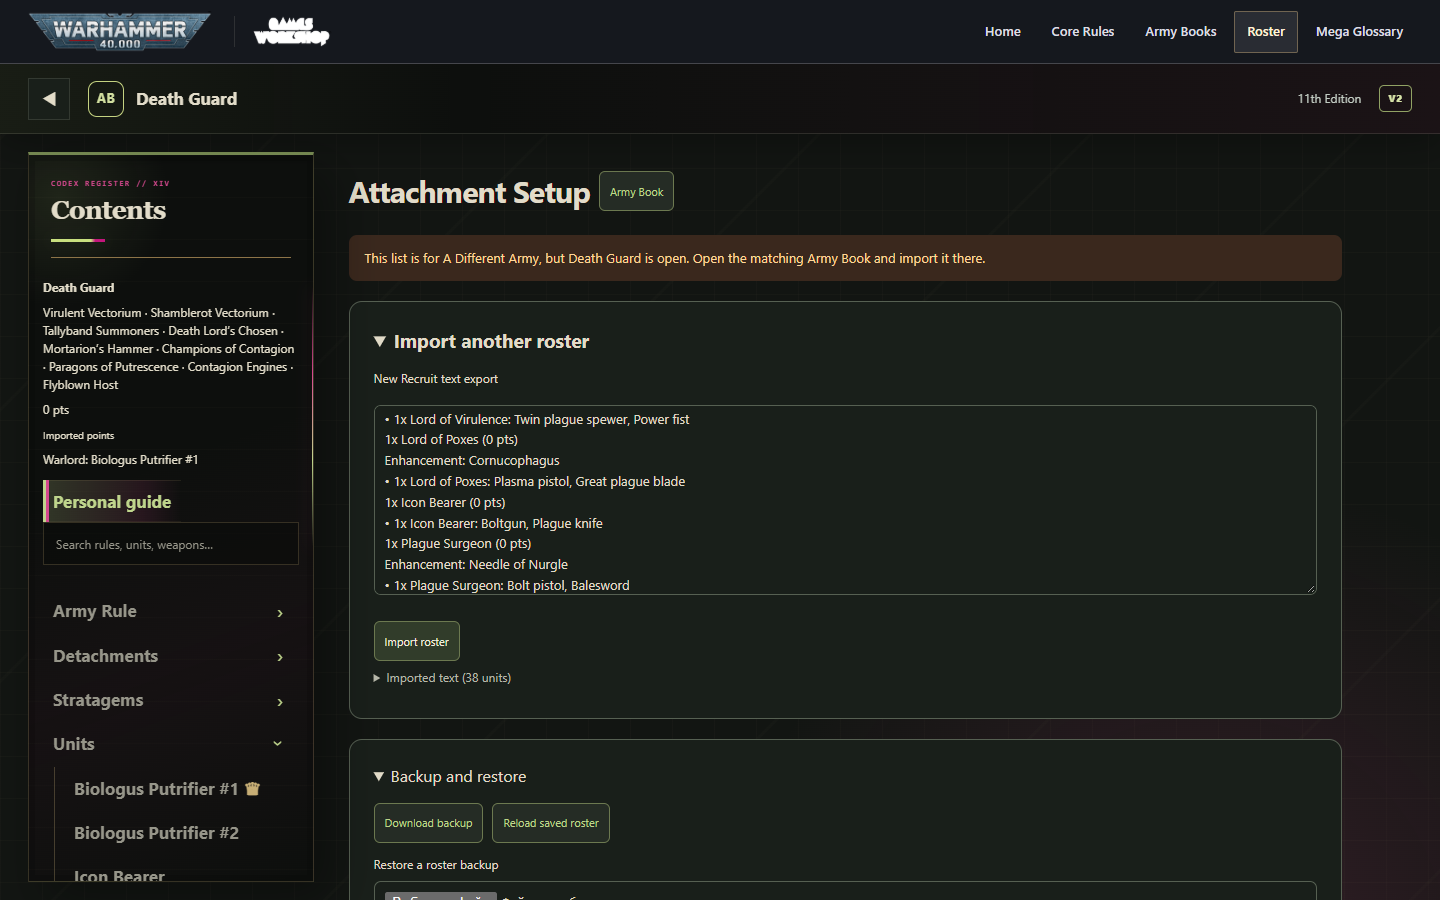 WARHAMMER
40,000
GAMES
WORKSHOP
Home
Core Rules
Army Books
Roster
Mega Glossary
AB
Death Guard
11th Edition
V2
CODEX REGISTER // XIV
Contents
Death Guard
Virulent Vectorium · Shamblerot Vectorium ·
Tallyband Summoners · Death Lord's Chosen ·
Mortarion's Hammer · Champions of Contagion
· Paragons of Putrescence · Contagion Engines ·
Flyblown Host
0 pts
Imported points
Warlord: Biologus Putrifier #1
Personal guide
Search rules, units, weapons...
Army Rule
Detachments
Stratagems
Units
Biologus Putrifier #1
Biologus Putrifier #2
Icon Bearer
Attachment Setup
Army Book
This list is for A Different Army, but Death Guard is open. Open the matching Army Book and import it there.
Import another roster
New Recruit text export
• 1x Lord of Virulence: Twin plague spewer, Power fist
1x Lord of Poxes (0 pts)
Enhancement: Cornucophagus
• 1x Lord of Poxes: Plasma pistol, Great plague blade
1x Icon Bearer (0 pts)
• 1x Icon Bearer: Boltgun, Plague knife
1x Plague Surgeon (0 pts)
Enhancement: Needle of Nurgle
• 1x Plague Surgeon: Bolt pistol, Balesword
Import roster
Imported text (38 units)
Backup and restore
Download backup
Reload saved roster
Restore a roster backup